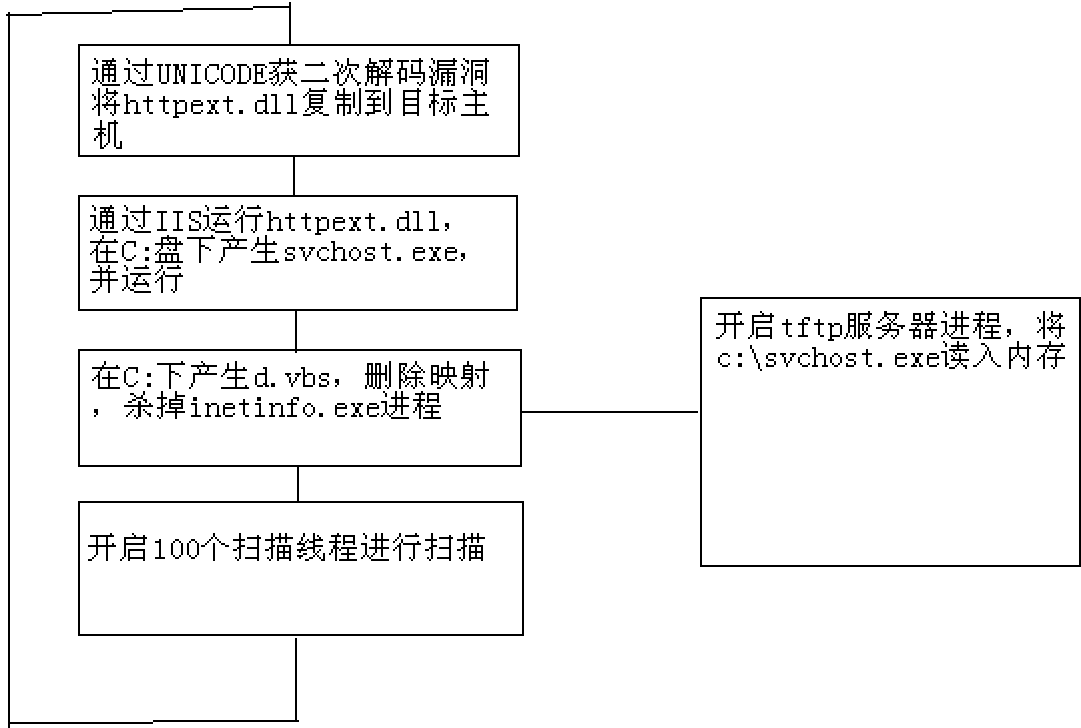 通过UNICODE获二次解码漏洞
将httpext.dll复制到目标主
机
通过IIS运行httpext.dll,
在C:盘下产生svchost.exe,
并运行
在C:下产生d.vbs, 删除映射
, 杀掉inetinfo.exe进程
开启100个扫描线程进行扫描
开启tftp服务器进程, 将
c:\svchost.exe读入内存